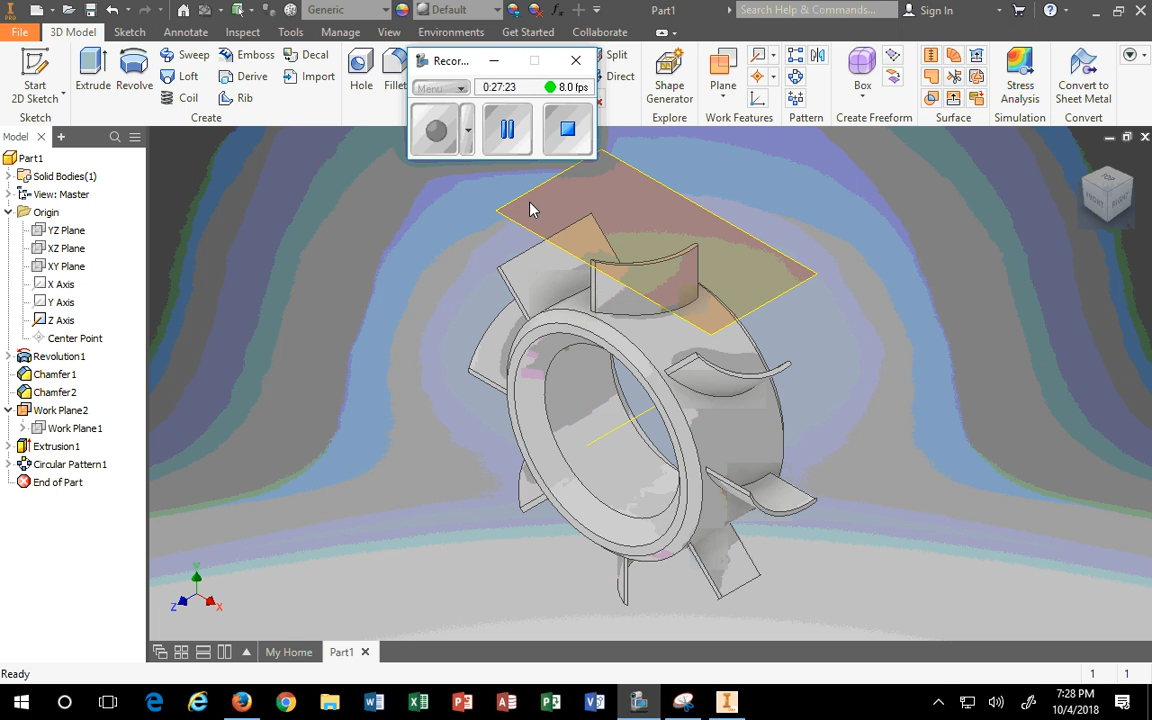 Generic
Default
Part1
Search Help & Commands...
Sign In
File
3D Model
Sketch
Annotate
Inspect
Tools
Manage
View
Environments
Get Started
Collaborate
Start
2D Sketch
Sketch
Extrude
Revolve
Sweep
Loft
Coil
Emboss
Derive
Rib
Decal
Import
Create
Hole
Fillet
Recor...
Menu
0:27:23
8.0 fps
Split
Direct
Shape
Generator
Explore
Plane
Work Features
Pattern
Box
Create Freeform
Surface
Stress
Analysis
Simulation
Convert to
Sheet Metal
Convert
Model
Part1
Solid Bodies(1)
View: Master
Origin
YZ Plane
XZ Plane
XY Plane
X Axis
Y Axis
Z Axis
Center Point
Revolution1
Chamfer1
Chamfer2
Work Plane2
Work Plane1
Extrusion1
Circular Pattern1
End of Part
TOP
FRONT
RIGHT
Y
Z
X
My Home
Part1
Ready
1
1
7:28 PM
10/4/2018